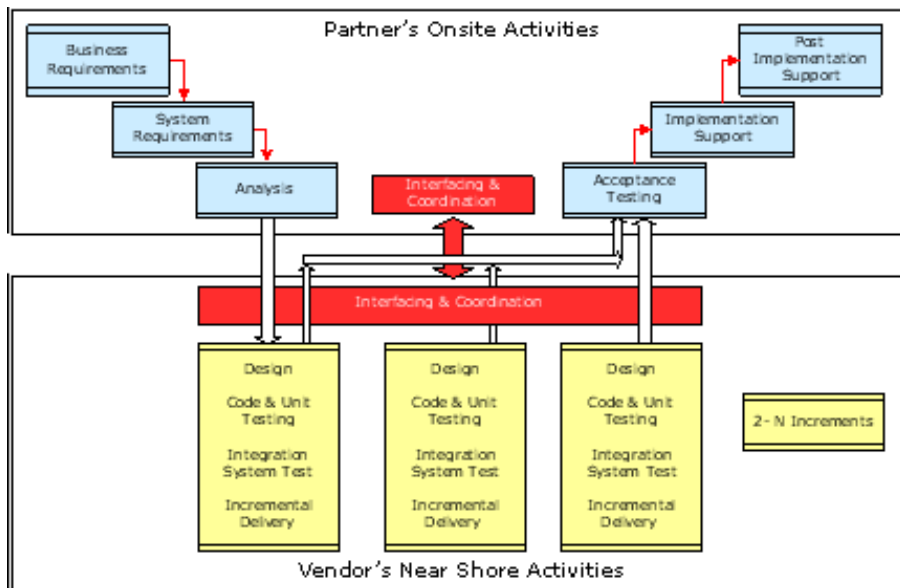 Partner's Onsite Activities
Business
Requirements
System
Requirements
Analysis
Interfacing &
Coordination
Acceptance
Testing
Implementation
Support
Post
Implementation
Support
Interfacing & Coordination
Design
Code & Unit
Testing
Integration
System Test
Incremental
Delivery
Design
Code & Unit
Testing
Integration
System Test
Incremental
Delivery
Design
Code & Unit
Testing
Integration
System Test
Incremental
Delivery
2- N Increments
Vendor's Near Shore Activities